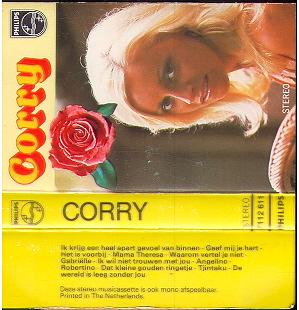 PHILIPS
Corry
STEREO
PHILIPS
CORRY
STEREO
7112 611
PHILIPS
Ik krijg een heel apart gevoel van binnen - Geef mij je hart -
Het is voorbij - Mama Theresa - Waarom vertel je niet
Gabriëlle - Ik wil niet trouwen met jou - Angelino -
Robertino - Dat kleine gouden ringetje - Tjintaku - De
wereld is leeg zonder jou.
Deze stereo musicassette is ook mono afspeelbaar.
Printed in The Netherlands.